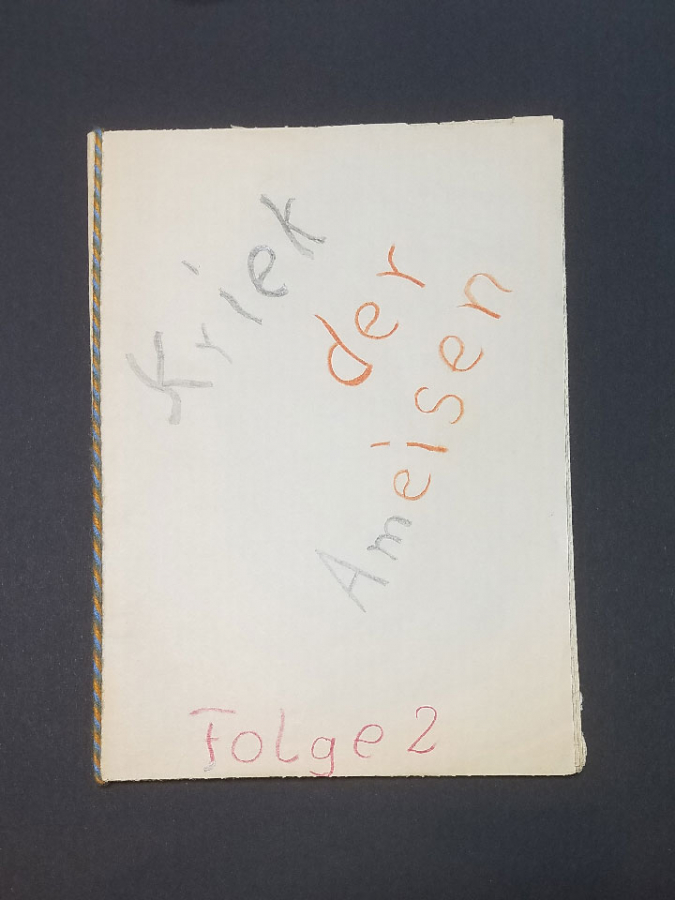 Kriek
der
Ameisen
Folge 2